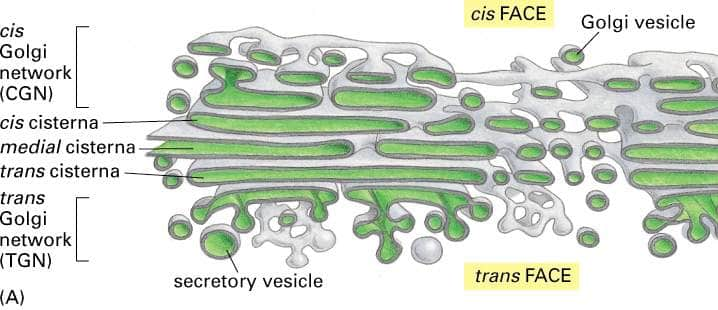 cis FACE
Golgi vesicle
cis
Golgi
network
(CGN)
cis cisterna
medial cisterna
trans cisterna
trans
Golgi
network
(TGN)
secretory vesicle
trans FACE
(A)